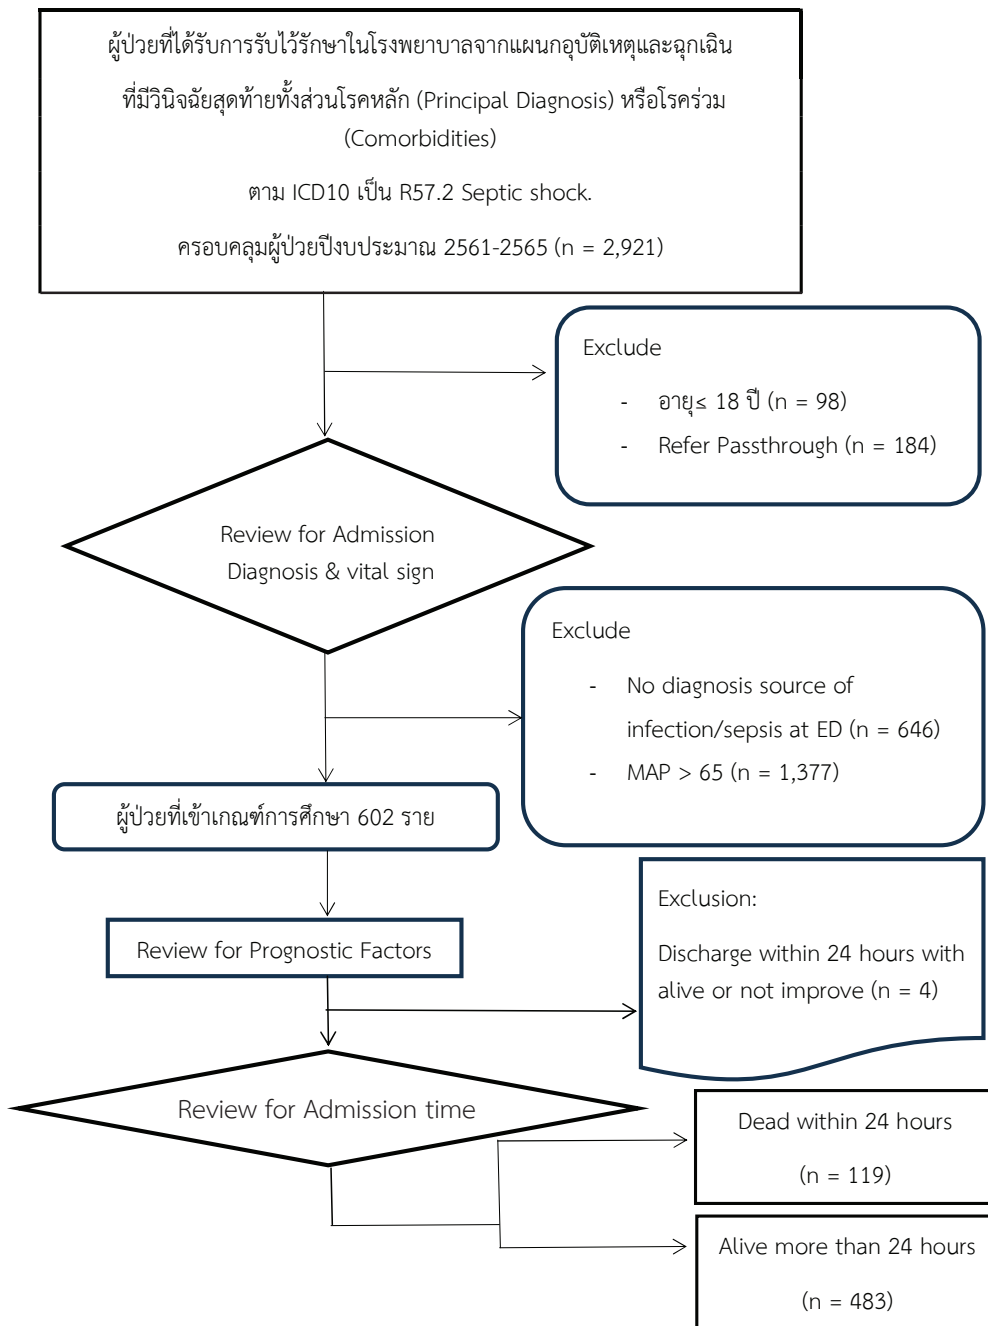 ผู้ป่วยที่ได้รับการรับไว้รักษาในโรงพยาบาลจากแผนกอุบัติเหตุและฉุกเฉิน
ที่มีวินิจฉัยสุดท้ายทั้งส่วนโรคหลัก (Principal Diagnosis) หรือโรคร่วม
(Comorbidities)
ตาม ICD10 เป็น R57.2 Septic shock.
ครอบคลุมผู้ป่วยปีงบประมาณ 2561-2565 (n = 2,921)
Exclude
- อายุ≤ 18 ปี (n = 98)
- Refer Passthrough (n = 184)
Review for Admission
Diagnosis & vital sign
Exclude
- No diagnosis source of
infection/sepsis at ED (n = 646)
- MAP > 65 (n = 1,377)
ผู้ป่วยที่เข้าเกณฑ์การศึกษา 602 ราย
Review for Prognostic Factors
Exclusion:
Discharge within 24 hours with
alive or not improve (n = 4)
Review for Admission time
Dead within 24 hours
(n = 119)
Alive more than 24 hours
(n = 483)